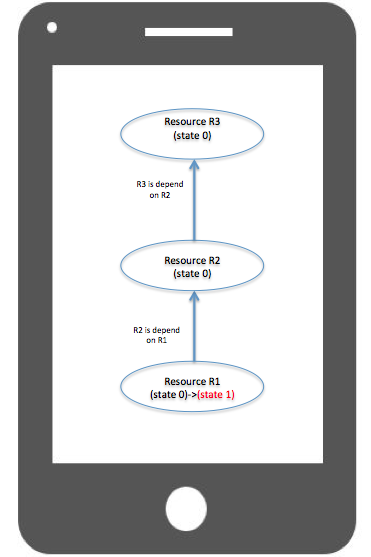 Resource R3
(state 0)
R3 is depend
on R2
Resource R2
(state 0)
R2 is depend
on R1
Resource R1
(state 0)->(state 1)